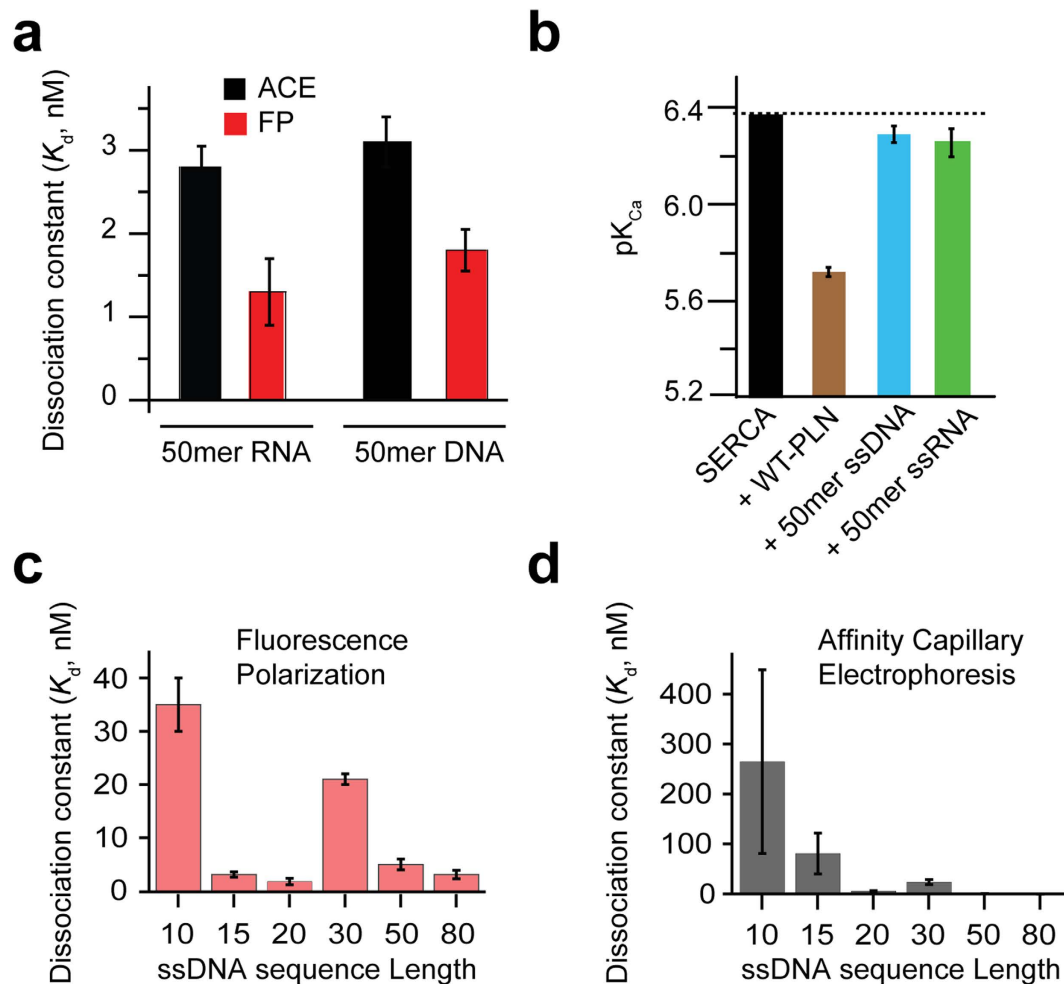 a
ACE
FP
Dissociation constant (Kd, nM)
3
2
1
0
50mer RNA
50mer DNA
b
pKCa
6.4
6.0
5.6
5.2
SERCA
+ WT-PLN
+ 50mer ssDNA
+ 50mer ssRNA
c
Dissociation constant (Kd, nM)
Fluorescence
Polarization
40
30
20
10
0
10 15 20 30 50 80
ssDNA sequence Length
d
Dissociation constant (Kd, nM)
Affinity Capillary
Electrophoresis
400
300
200
100
0
10 15 20 30 50 80
ssDNA sequence Length